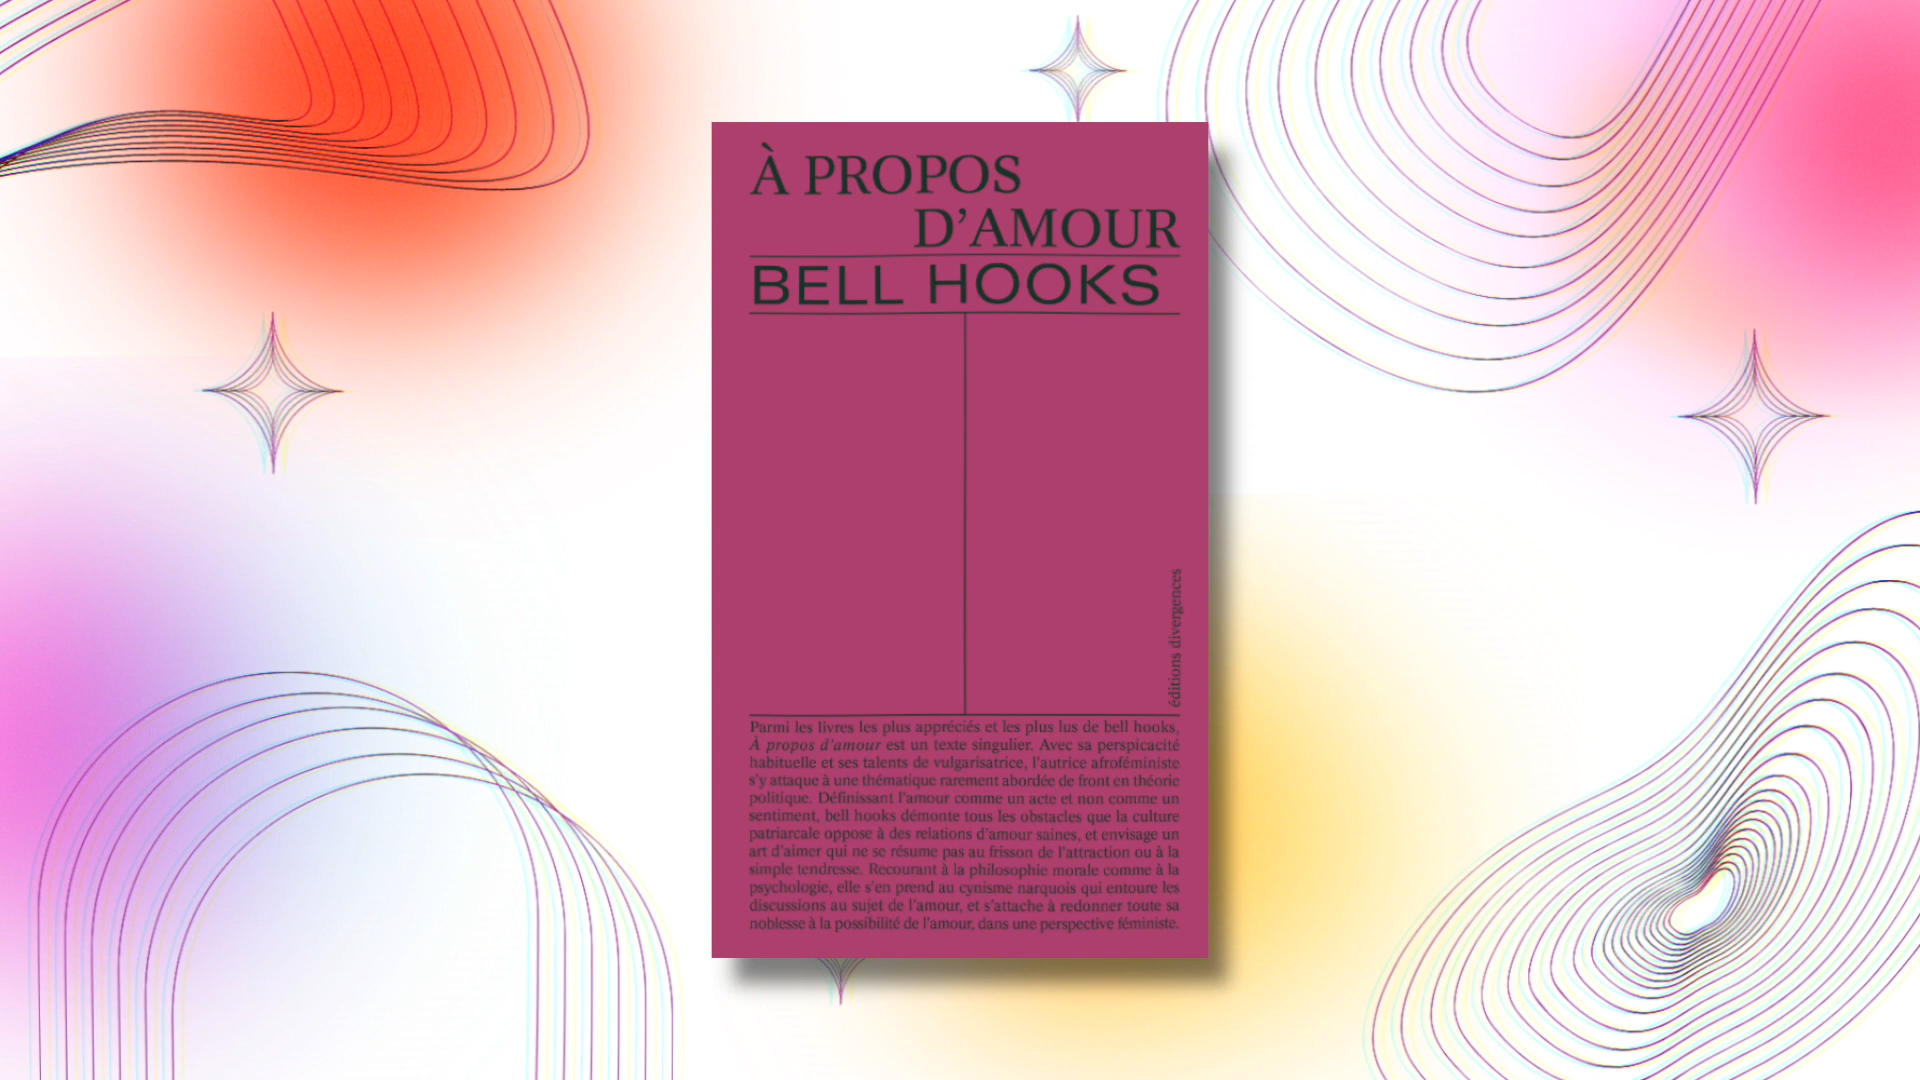 À PROPOS
D’AMOUR
BELL HOOKS
éditions divergences
Parmi les livres les plus appréciés et les plus lus de bell hooks,
À propos d’amour est un texte singulier. Avec sa perspicacité
habituelle et ses talents de vulgarisatrice, l’autrice afroféministe
s’y attaque à une thématique rarement abordée de front en théorie
politique. Définissant l’amour comme un acte et non comme un
sentiment, bell hooks démonte tous les obstacles que la culture
patriarcale oppose à des relations d’amour saines, et envisage un
art d’aimer qui ne se résume pas au frisson de l’attraction ou à la
simple tendresse. Recourant à la philosophie morale comme à la
psychologie, elle s’en prend au cynisme narquois qui entoure les
discussions au sujet de l’amour, et s’attache à redonner toute sa
noblesse à la possibilité de l’amour, dans une perspective féministe.